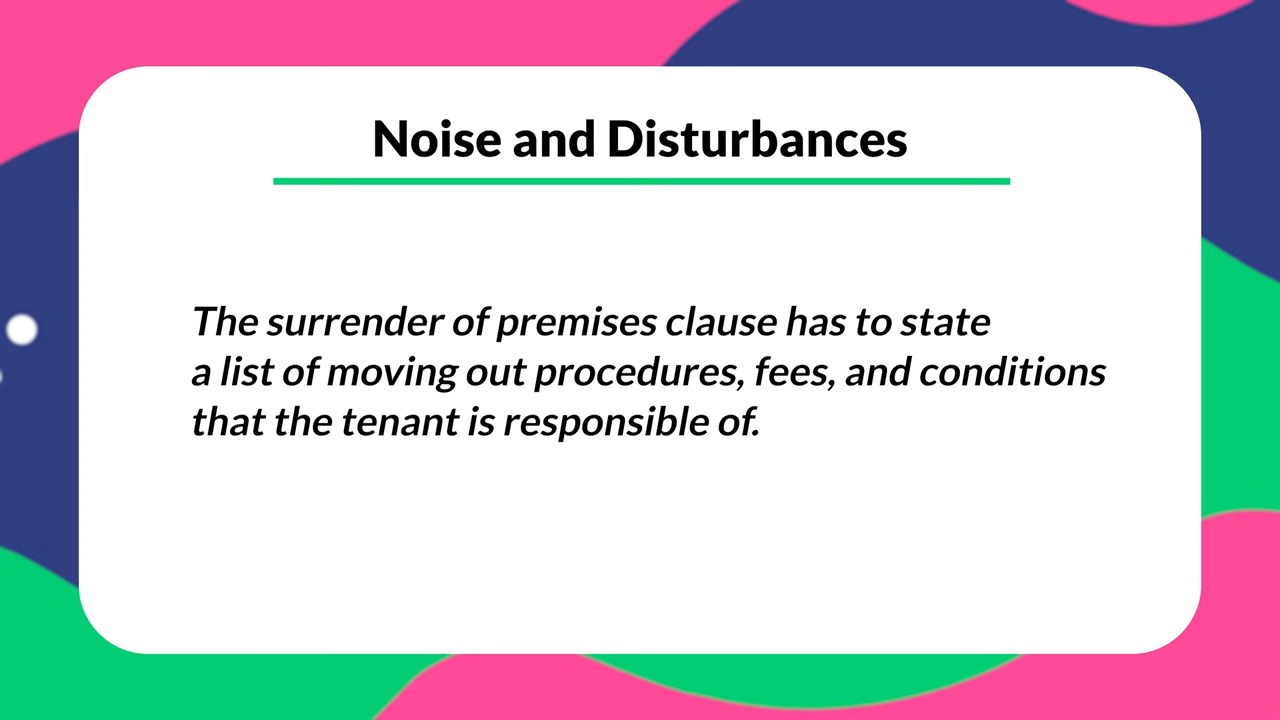 Noise and Disturbances
The surrender of premises clause has to state
a list of moving out procedures, fees, and conditions
that the tenant is responsible of.